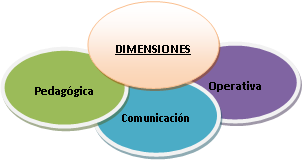 DIMENSIONES
Pedagógica
Operativa
Comunicación